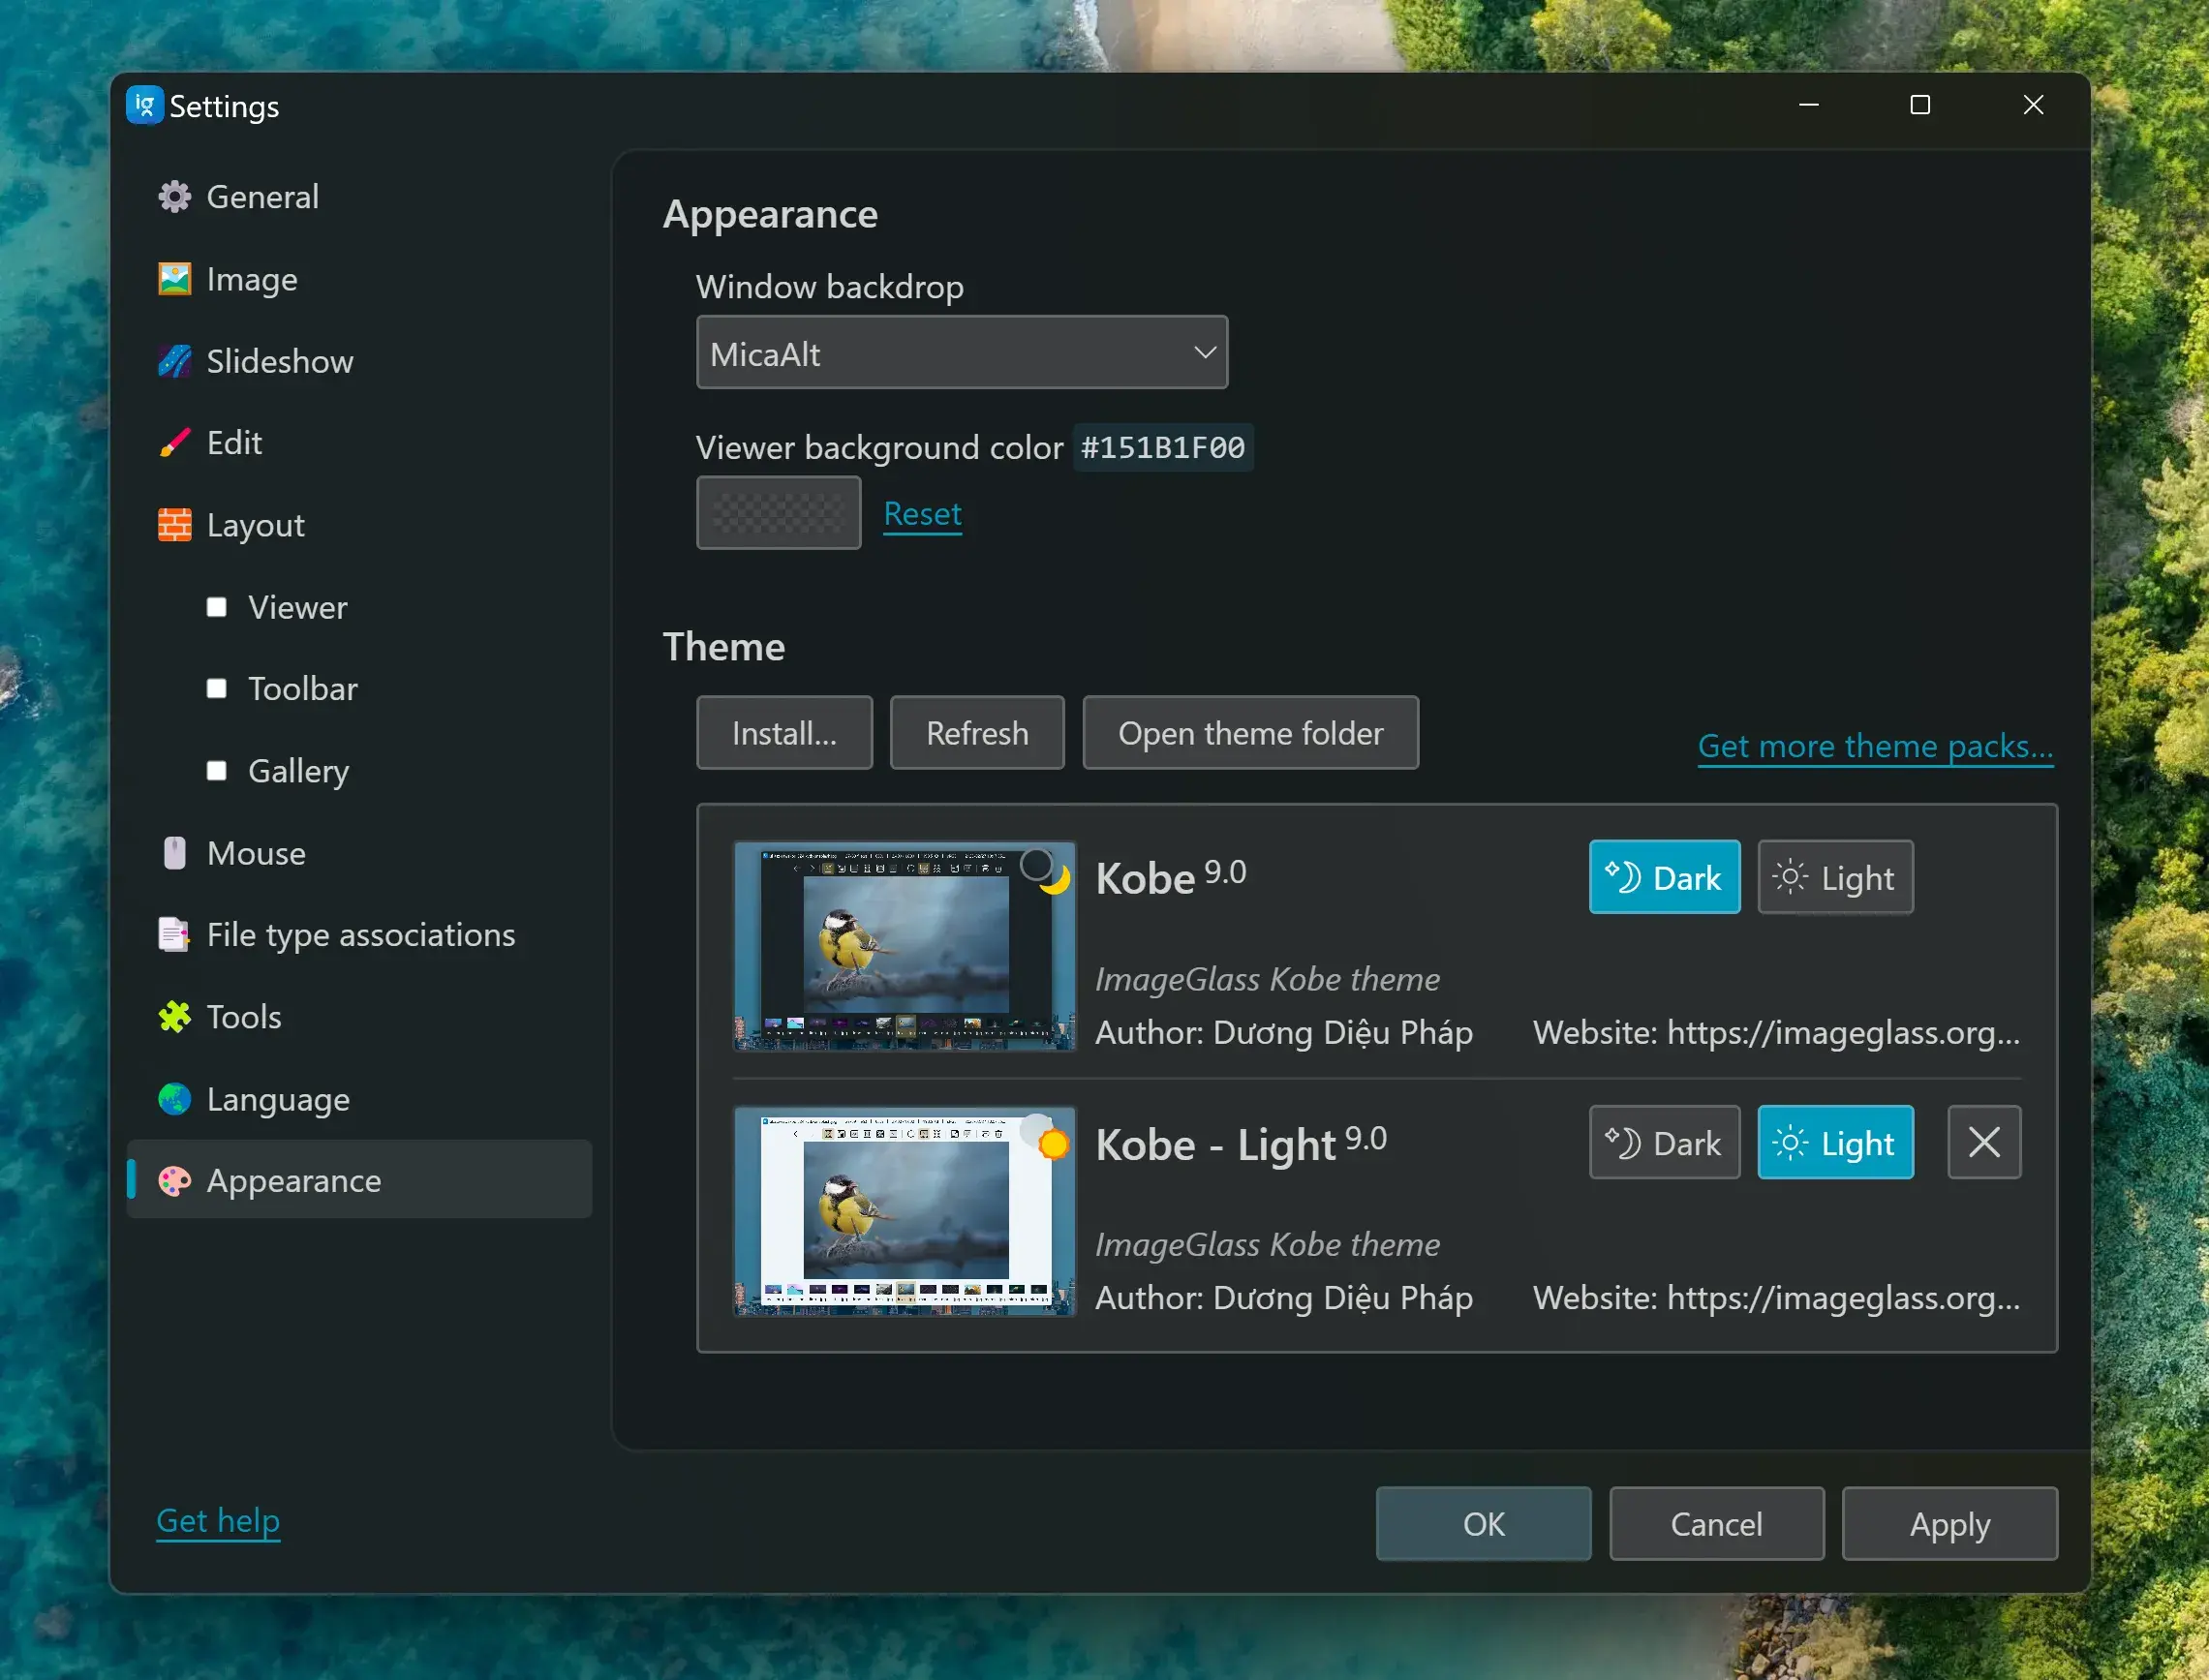 ig Settings
General
Image
Slideshow
Edit
Layout
Viewer
Toolbar
Gallery
Mouse
File type associations
Tools
Language
Appearance
Get help
Appearance
Window backdrop
MicaAlt
Viewer background color #151B1F00
Reset
Theme
Install... Refresh Open theme folder Get more theme packs...
Kobe 9.0 Dark Light
ImageGlass Kobe theme
Author: Dương Diệu Pháp Website: https://imageglass.org...
Kobe - Light 9.0 Dark Light
ImageGlass Kobe theme
Author: Dương Diệu Pháp Website: https://imageglass.org...
OK Cancel Apply